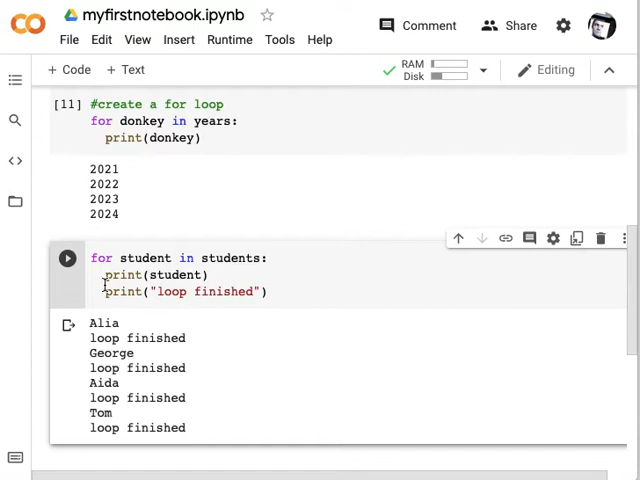 myfirstnotebook.ipynb
Comment
Share
File Edit View Insert Runtime Tools Help
+ Code + Text
RAM
Disk
Editing
[11] #create a for loop
for donkey in years:
print(donkey)
2021
2022
2023
2024
for student in students:
print(student)
print("loop finished")
Alia
loop finished
George
loop finished
Aida
loop finished
Tom
loop finished